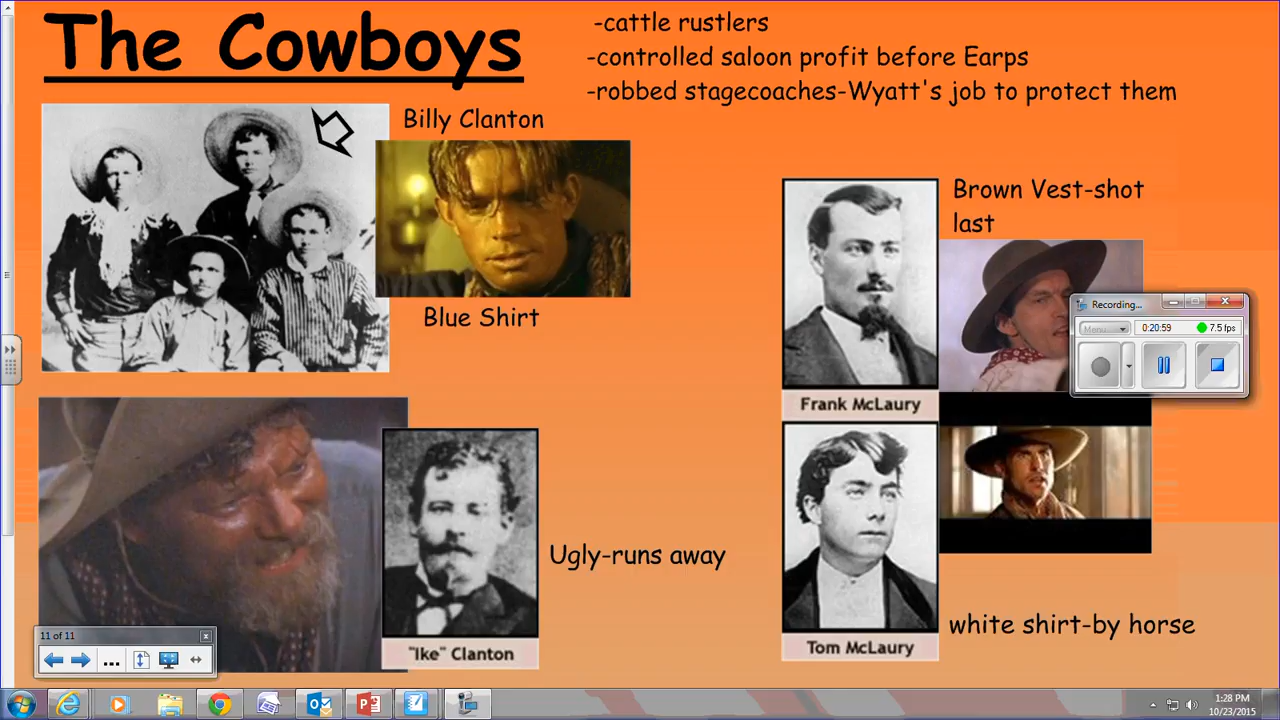 The Cowboys
-cattle rustlers
-controlled saloon profit before Earps
-robbed stagecoaches-Wyatt's job to protect them
Billy Clanton
Blue Shirt
Brown Vest-shot
last
Frank McLaury
Recording...
Menu...
0:20:59
7.5 fps
"Ike" Clanton
Ugly-runs away
Tom McLaury
white shirt-by horse
11 of 11
1:28 PM
10/23/2015